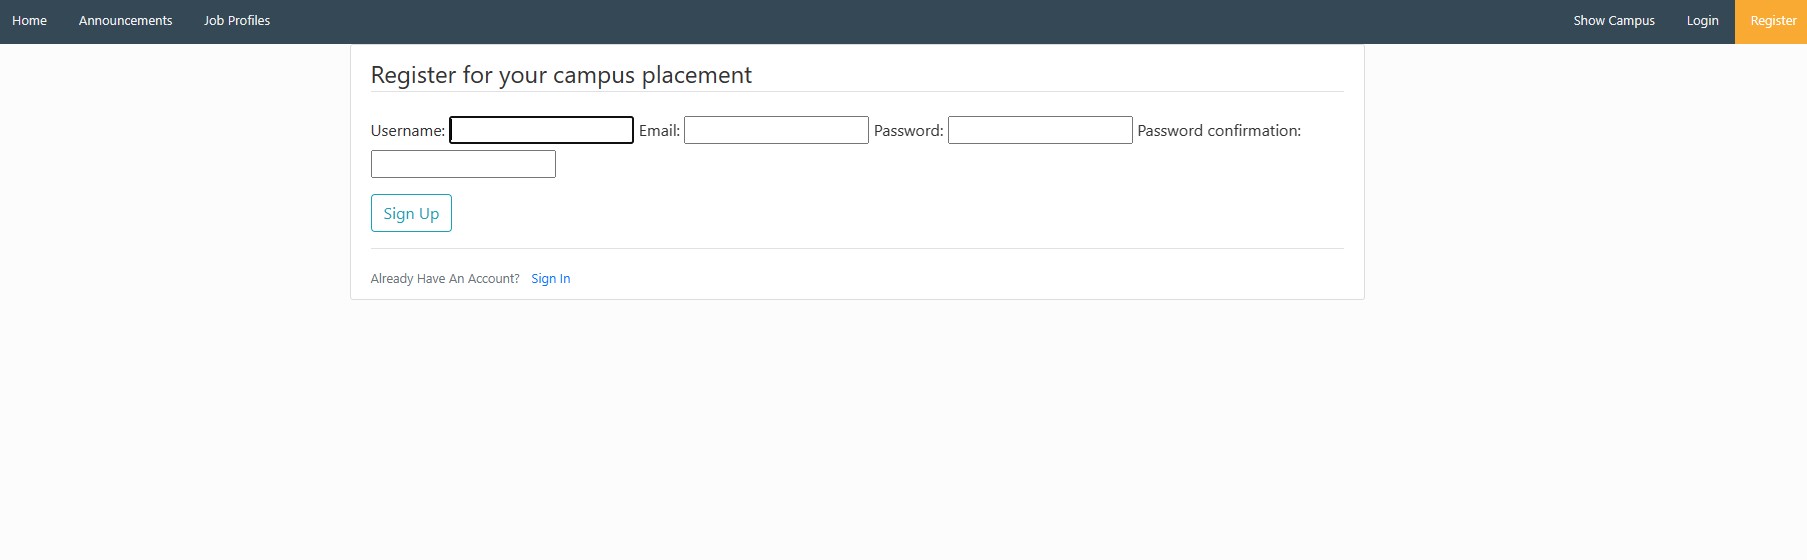 Home Announcements Job Profiles Show Campus Login Register
Register for your campus placement
Username: Email: Password: Password confirmation:
Sign Up
Already Have An Account? Sign In